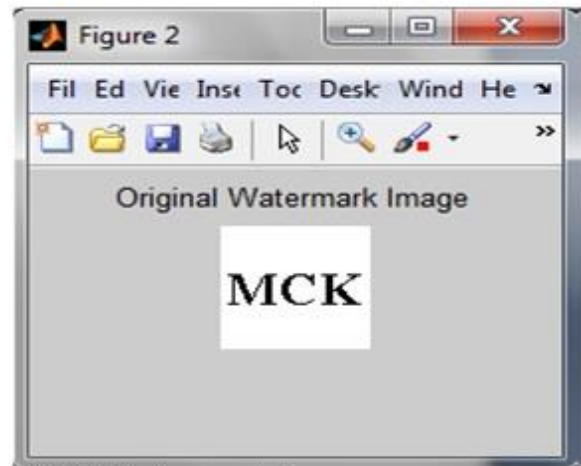 Figure 2
Fil Ed Vie Inse Toc Desk Wind He
Original Watermark Image
MCK